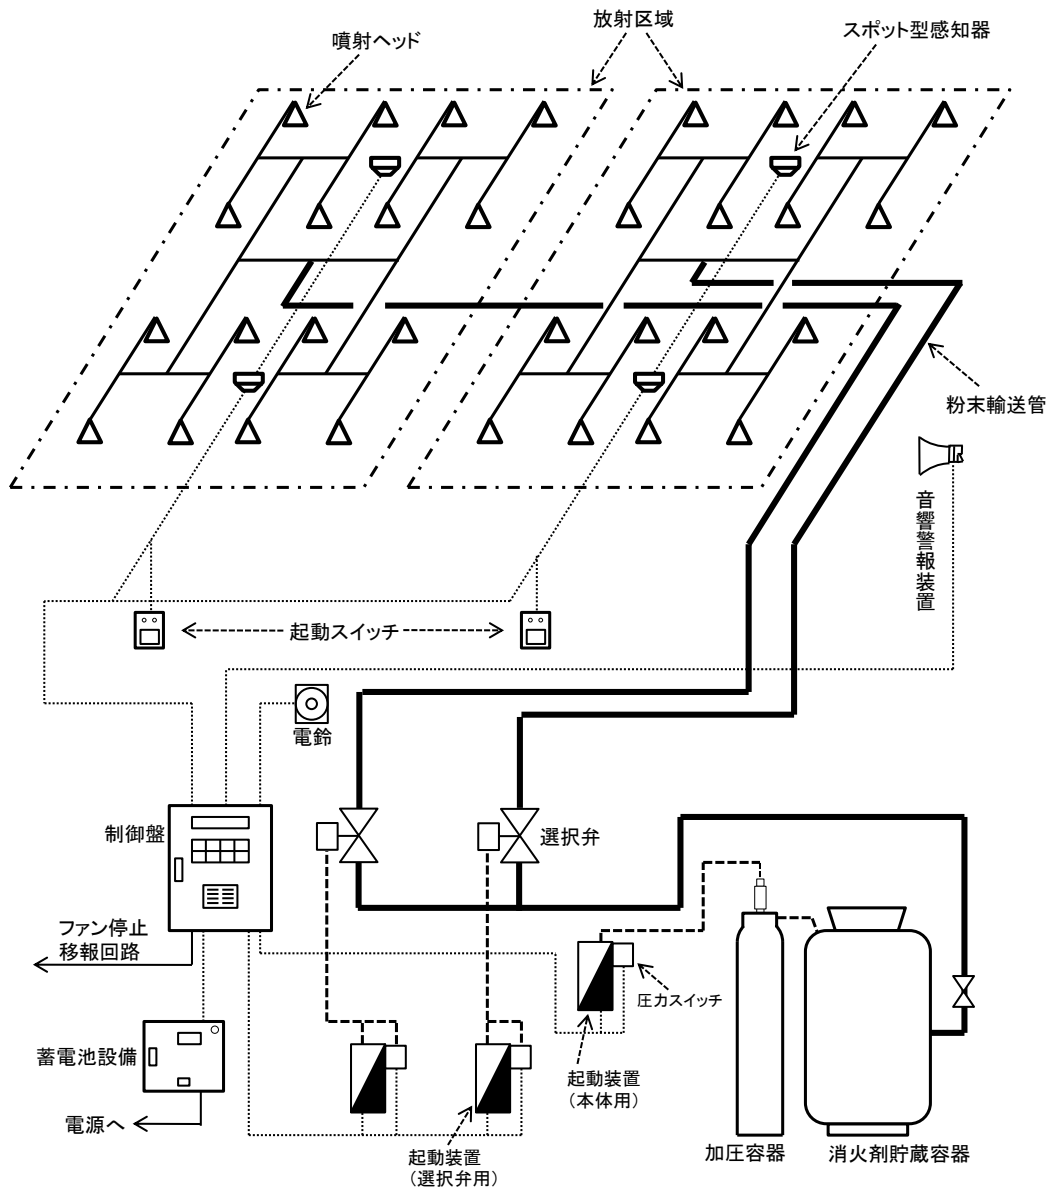 放射区域
スポット型感知器
噴射ヘッド
粉末輸送管
音響警報装置
起動スイッチ
電鈴
制御盤
選択弁
ファン停止
移報回路
圧力スイッチ
蓄電池設備
起動装置
(本体用)
電源へ
加圧容器
消火剤貯蔵容器
起動装置
(選択弁用)